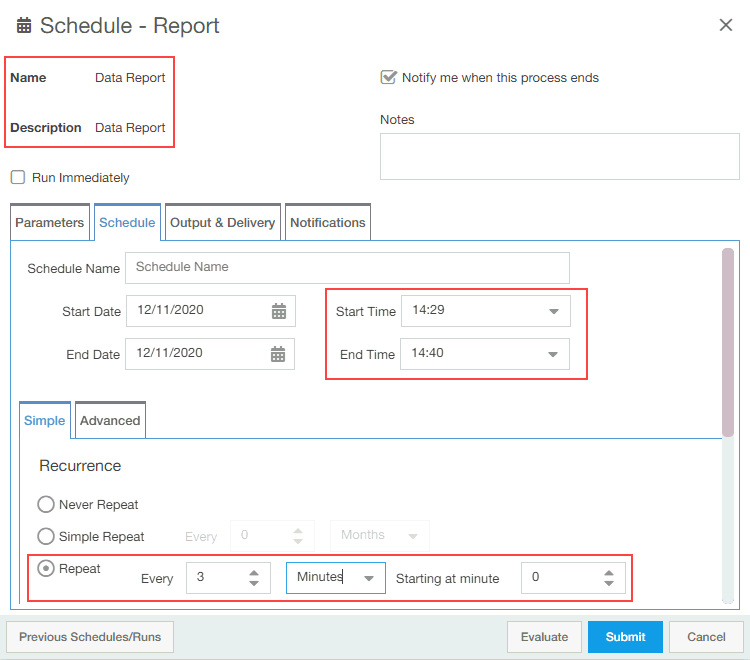 Schedule - Report
Name Data Report
Description Data Report
Notify me when this process ends
Notes
Run Immediately
Parameters Schedule Output & Delivery Notifications
Schedule Name Schedule Name
Start Date 12/11/2020 Start Time 14:29
End Date 12/11/2020 End Time 14:40
Simple Advanced
Recurrence
Never Repeat
Simple Repeat Every 0 Months
Repeat Every 3 Minutes Starting at minute 0
Previous Schedules/Runs Evaluate Submit Cancel